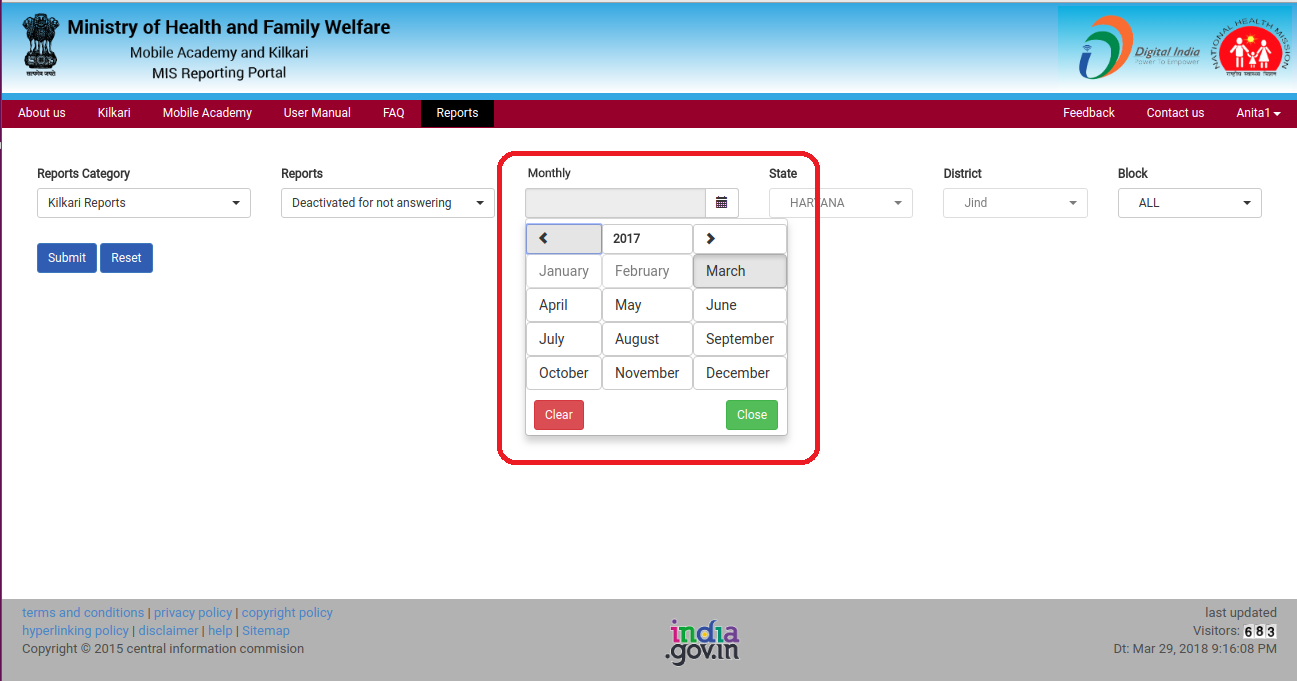 Ministry of Health and Family Welfare
Mobile Academy and Kilkari
MIS Reporting Portal
सत्यमेव जयते
Digital India
Power To Empower
NATIONAL HEALTH MISSION
राष्ट्रीय स्वास्थ्य मिशन
About us Kilkari Mobile Academy User Manual FAQ Reports Feedback Contact us Anita1
Reports Category Reports Monthly State District Block
Kilkari Reports Deactivated for not answering HARYANA Jind ALL
Submit Reset
2017
January February March
April May June
July August September
October November December
Clear Close
terms and conditions | privacy policy | copyright policy
hyperlinking policy | disclaimer | help | Sitemap
Copyright © 2015 central information commision
india
.gov.in
last updated
Visitors: 683
Dt: Mar 29, 2018 9:16:08 PM